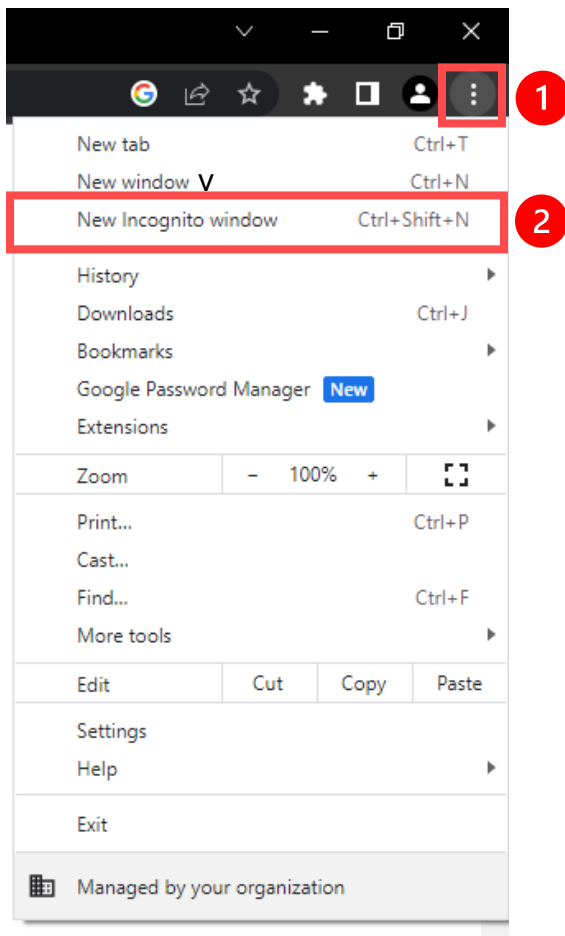 G
1
New tab Ctrl+T
New window V Ctrl+N
New Incognito window Ctrl+Shift+N
2
History
Downloads Ctrl+J
Bookmarks
Google Password Manager New
Extensions
Zoom - 100% +
Print... Ctrl+P
Cast...
Find... Ctrl+F
More tools
Edit Cut Copy Paste
Settings
Help
Exit
Managed by your organization